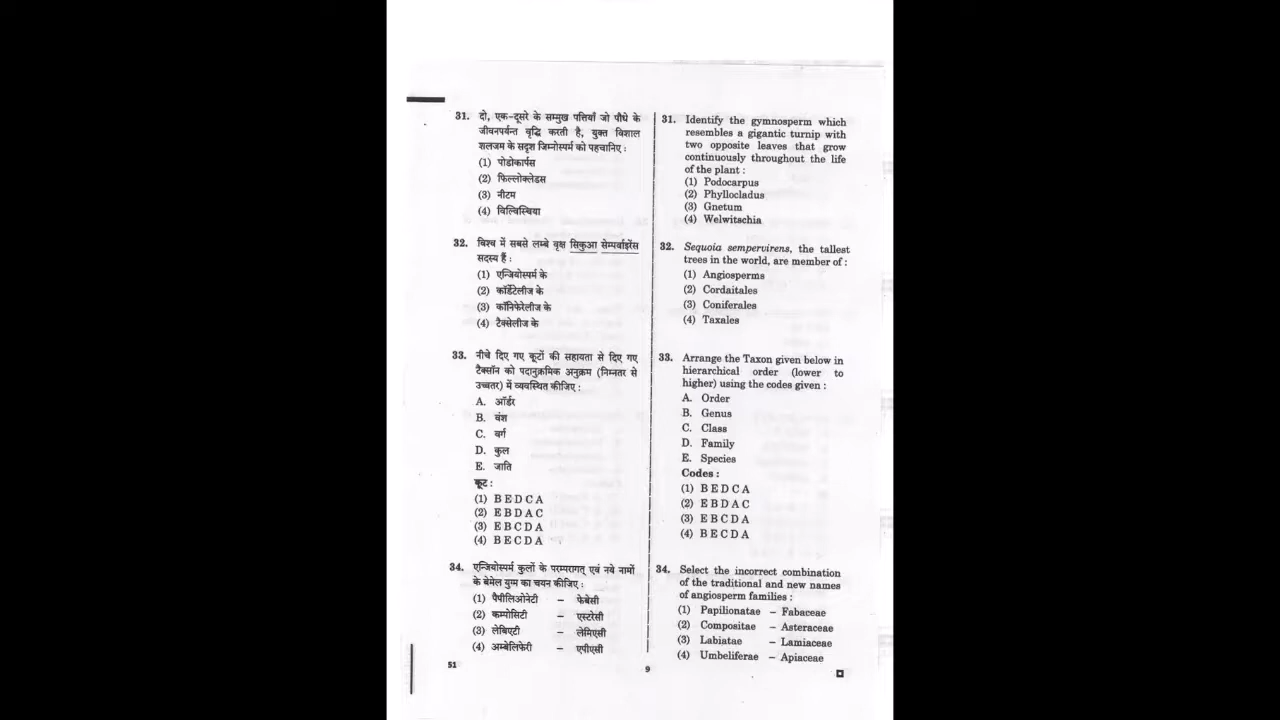 31. दो, एक-दूसरे के सम्मुख पत्तियाँ जो पौधे के
जीवनपर्यन्त वृद्धि करती है, युक्त विशाल
शलजम के सदृश जिम्नोस्पर्म को पहचानिए :
(1) पोडोकार्पस
(2) फिल्लोक्लेडस
(3) नीटम
(4) विल्विस्चिया
32. विश्व में सबसे लम्बे वृक्ष सिकुआ सेम्पर्वाइरेंस
सदस्य हैं :
(1) एन्जियोस्पर्म के
(2) कॉर्डेटेलीज के
(3) कॉनिफेरेलीज के
(4) टैक्सेलीज के
33. नीचे दिए गए कूटों की सहायता से दिए गए
टैक्सॉन को पदानुक्रमिक अनुक्रम (निम्नतर से
उच्चतर) में व्यवस्थित कीजिए :
A. ऑर्डर
B. वंश
C. वर्ग
D. कुल
E. जाति
कूट :
(1) B E D C A
(2) E B D A C
(3) E B C D A
(4) B E C D A
34. एन्जियोस्पर्म कुलों के परम्परागत् एवं नये नामों
के बेमेल युग्म का चयन कीजिए :
(1) पैपीलिओनेटी – फेबेसी
(2) कम्पोसिटी – एस्टरेसी
(3) लेबिएटी – लेमिएसी
(4) अम्बेलिफेरी – एपीएसी
31. Identify the gymnosperm which
resembles a gigantic turnip with
two opposite leaves that grow
continuously throughout the life
of the plant :
(1) Podocarpus
(2) Phyllocladus
(3) Gnetum
(4) Welwitschia
32. Sequoia sempervirens, the tallest
trees in the world, are member of :
(1) Angiosperms
(2) Cordaitales
(3) Coniferales
(4) Taxales
33. Arrange the Taxon given below in
hierarchical order (lower to
higher) using the codes given :
A. Order
B. Genus
C. Class
D. Family
E. Species
Codes :
(1) B E D C A
(2) E B D A C
(3) E B C D A
(4) B E C D A
34. Select the incorrect combination
of the traditional and new names
of angiosperm families :
(1) Papilionatae – Fabaceae
(2) Compositae – Asteraceae
(3) Labiatae – Lamiaceae
(4) Umbeliferae – Apiaceae
51
9